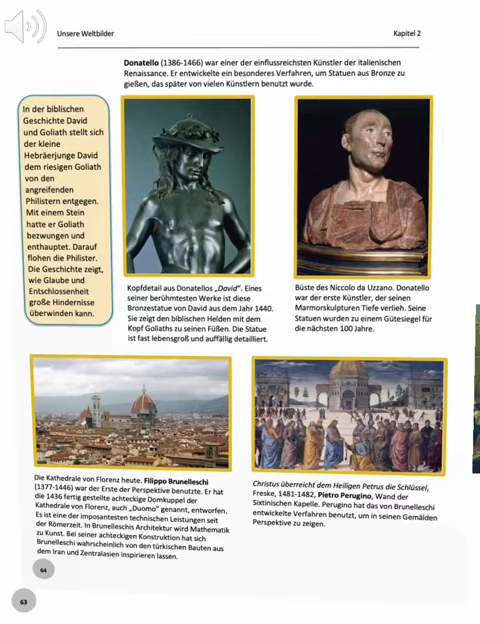 Unsere Weltbilder
Kapitel 2
Donatello (1386-1466) war einer der einflussreichsten Künstler der italienischen
Renaissance. Er entwickelte ein besonderes Verfahren, um Statuen aus Bronze zu
gießen, das später von vielen Künstlern benutzt wurde.
In der biblischen
Geschichte David
und Goliath stellt sich
der kleine
Hebräerjunge David
dem riesigen Goliath
von den
angreifenden
Philistern entgegen.
Mit einem Stein
hatte er Goliath
bezwungen und
enthauptet. Darauf
flohen die Philister.
Die Geschichte zeigt,
wie Glaube und
Entschlossenheit
große Hindernisse
überwinden kann.
Kopfdetail aus Donatellos „David“. Eines
seiner berühmtesten Werke ist diese
Bronzestatue von David aus dem Jahr 1440.
Sie zeigt den biblischen Helden mit dem
Kopf Goliaths zu seinen Füßen. Die Statue
ist fast lebensgroß und auffällig detailliert.
Büste des Niccolo da Uzzano. Donatello
war der erste Künstler, der seinen
Marmorskulpturen Tiefe verlieh. Seine
Statuen wurden zu einem Gütesiegel für
die nächsten 100 Jahre.
Die Kathedrale von Florenz heute. Filippo Brunelleschi
(1377-1446) war der Erste der Perspektive benutzte. Er hat
die 1436 fertig gestellte achteckige Domkuppel der
Kathedrale von Florenz, auch „Duomo“ genannt, entworfen.
Es ist eine der imposantesten technischen Leistungen seit
der Römerzeit. In Brunelleschis Architektur wird Mathematik
zu Kunst. Bei seiner achteckigen Konstruktion hat sich
Brunelleschi wahrscheinlich von den türkischen Bauten aus
dem Iran und Zentralasien inspirieren lassen.
Christus überreicht dem Heiligen Petrus die Schlüssel,
Freske, 1481-1482, Pietro Perugino, Wand der
Sixtinischen Kapelle. Perugino hat das von Brunelleschi
entwickelte Verfahren benutzt, um in seinen Gemälden
Perspektive zu zeigen.
64
63